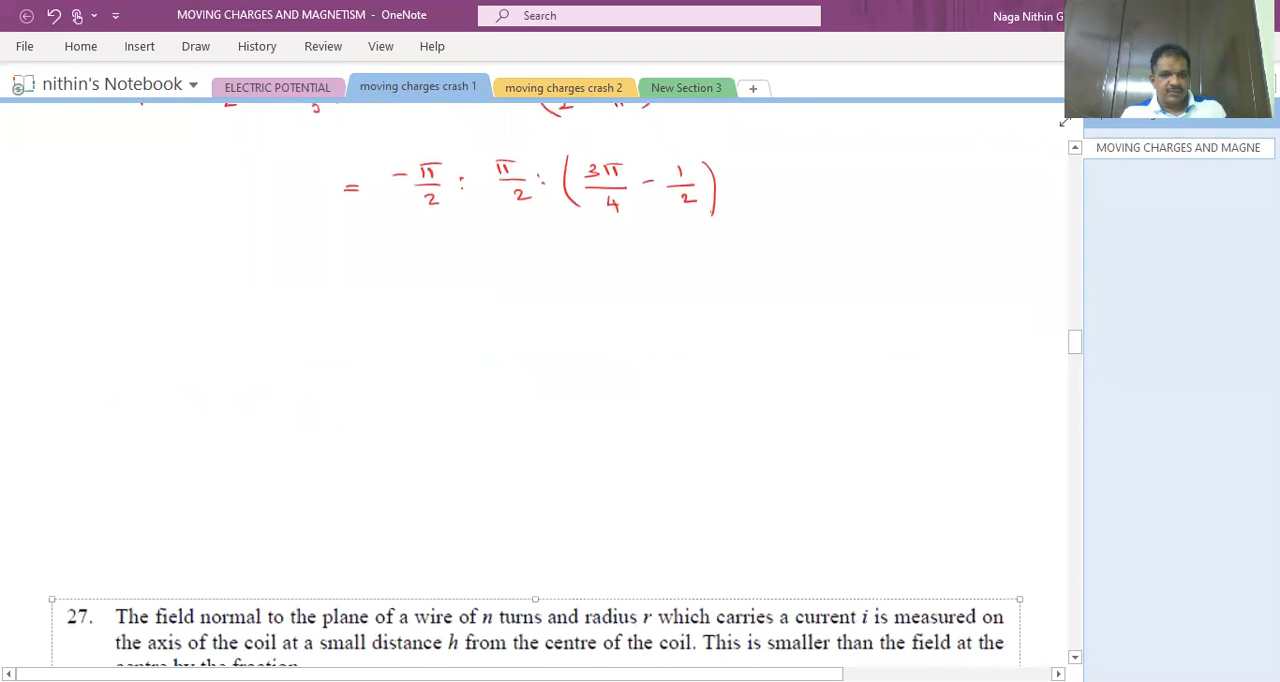 MOVING CHARGES AND MAGNETISM - OneNote
Search
Naga Nithin G
File Home Insert Draw History Review View Help
nithin's Notebook
ELECTRIC POTENTIAL
moving charges crash 1
moving charges crash 2
New Section 3
+
MOVING CHARGES AND MAGNE
= -π/2 : π/2 : (3π/4 - 1/2)
27. The field normal to the plane of a wire of n turns and radius r which carries a current i is measured on
the axis of the coil at a small distance h from the centre of the coil. This is smaller than the field at the
centre by the fraction